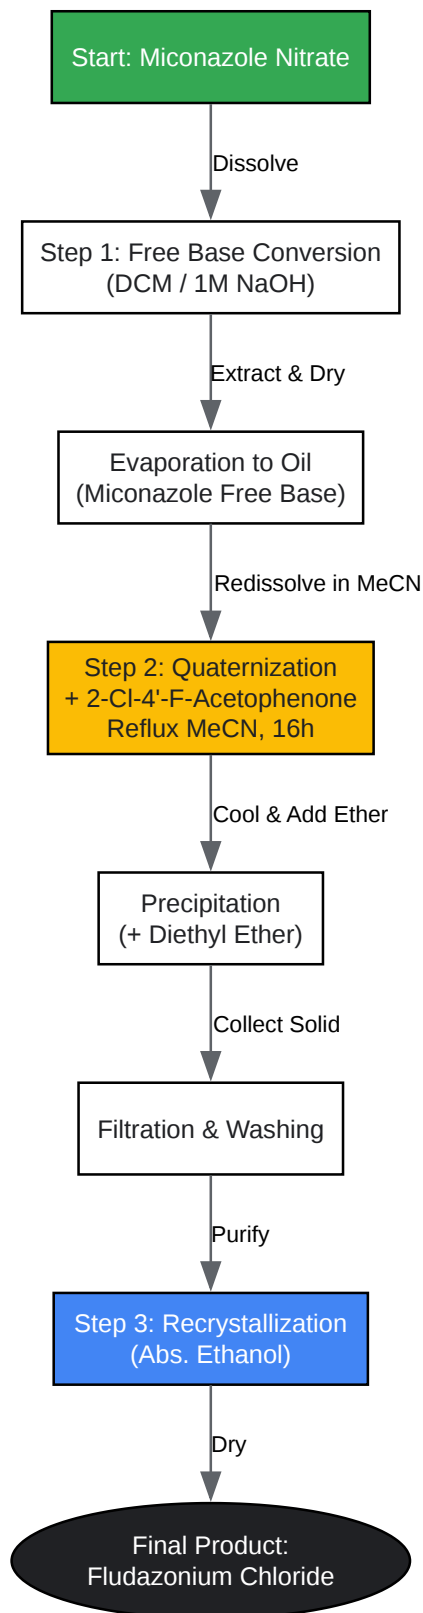 Start: Miconazole Nitrate
Dissolve
Step 1: Free Base Conversion
(DCM / 1M NaOH)
Extract & Dry
Evaporation to Oil
(Miconazole Free Base)
Redissolve in MeCN
Step 2: Quaternization
+ 2-Cl-4'-F-Acetophenone
Reflux MeCN, 16h
Cool & Add Ether
Precipitation
(+ Diethyl Ether)
Collect Solid
Filtration & Washing
Purify
Step 3: Recrystallization
(Abs. Ethanol)
Dry
Final Product:
Fludazonium Chloride